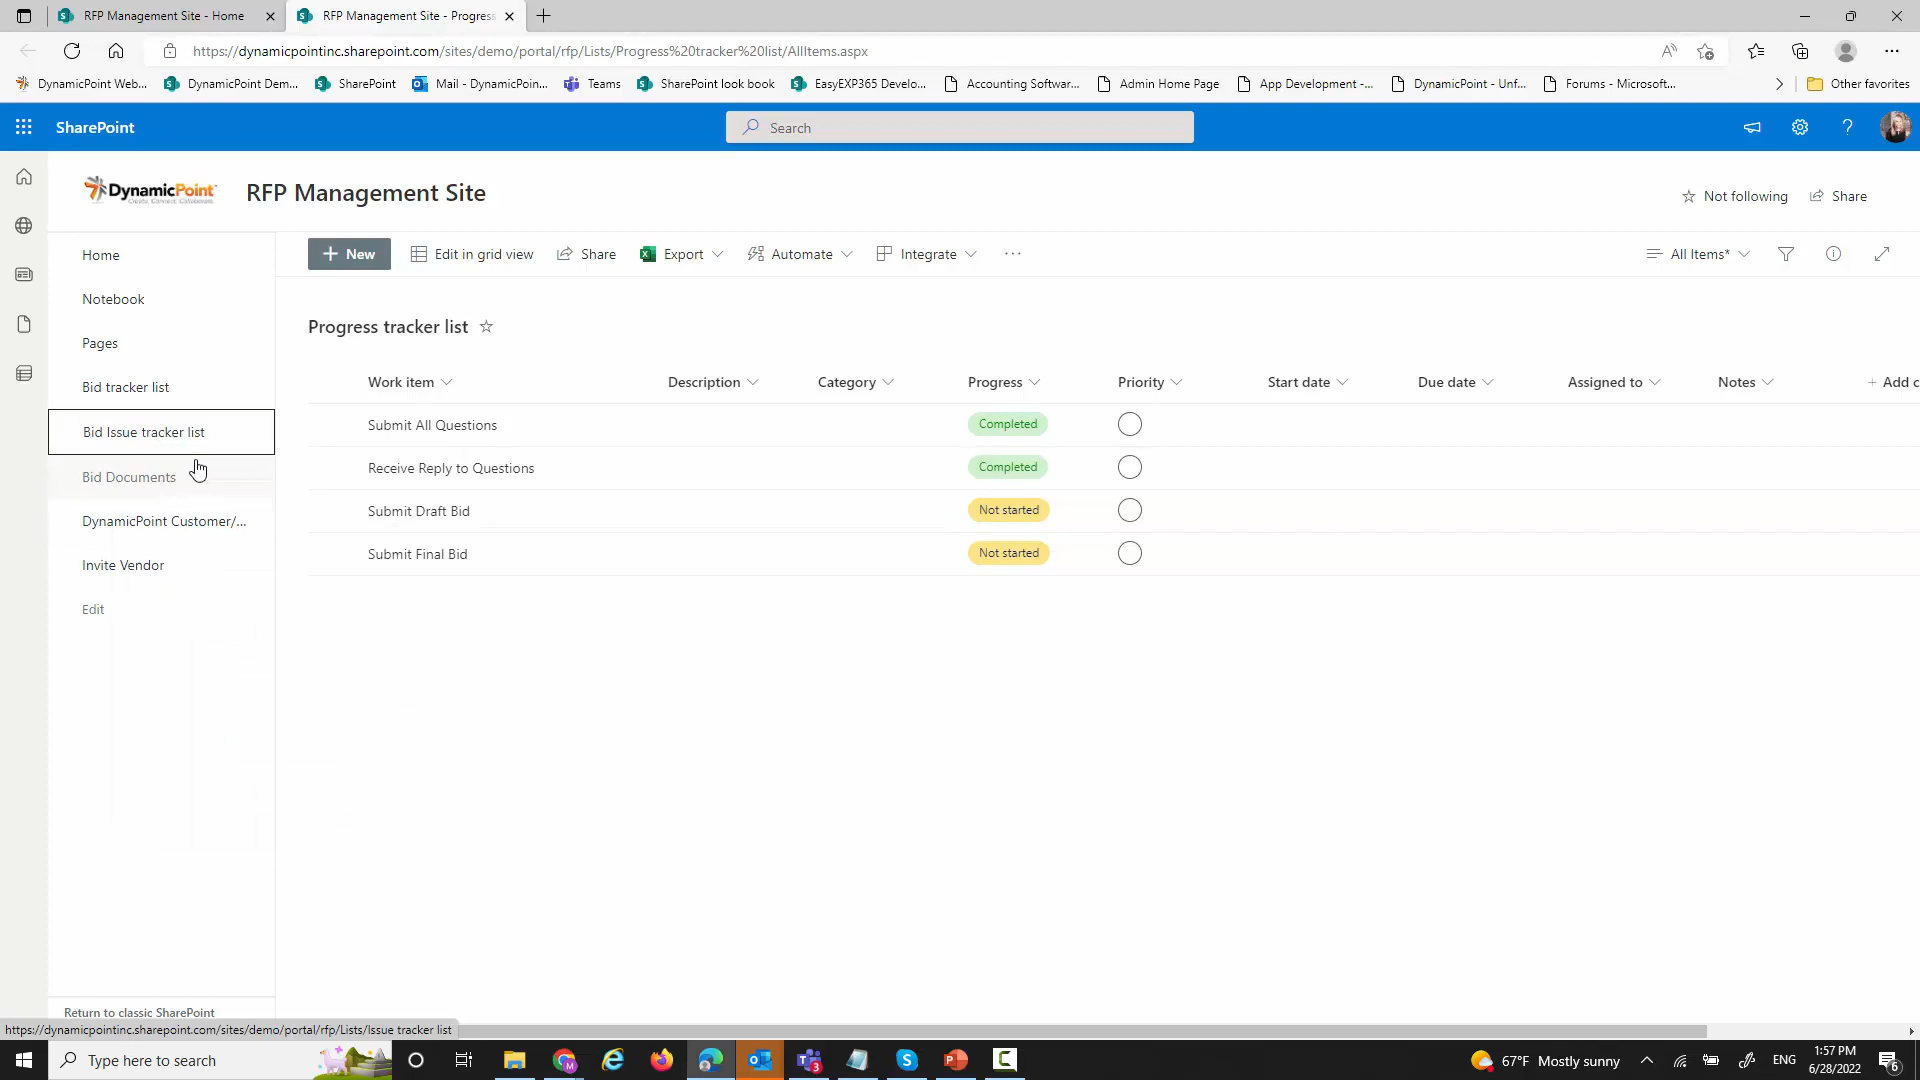 RFP Management Site - Home
RFP Management Site - Progress
https://dynamicpointinc.sharepoint.com/sites/demo/portal/rfp/Lists/Progress%20tracker%20list/AllItems.aspx
DynamicPoint Web...
DynamicPoint Dem...
SharePoint
Mail - DynamicPoin...
Teams
SharePoint look book
EasyEXP365 Develo...
Accounting Softwar...
Admin Home Page
App Development -...
DynamicPoint - Unf...
Forums - Microsoft...
Other favorites
SharePoint
Search
DynamicPoint
Create. Connect. Collaborate.
RFP Management Site
Not following
Share
Home
Notebook
Pages
Bid tracker list
Bid Issue tracker list
Bid Documents
DynamicPoint Customer/...
Invite Vendor
Edit
Return to classic SharePoint
+ New
Edit in grid view
Share
Export
Automate
Integrate
...
All Items*
Progress tracker list
Work item
Description
Category
Progress
Priority
Start date
Due date
Assigned to
Notes
+ Add c
Submit All Questions
Completed
Receive Reply to Questions
Completed
Submit Draft Bid
Not started
Submit Final Bid
Not started
https://dynamicpointinc.sharepoint.com/sites/demo/portal/rfp/Lists/Issue tracker list
Type here to search
3
67°F Mostly sunny
ENG
1:57 PM
6/28/2022
6